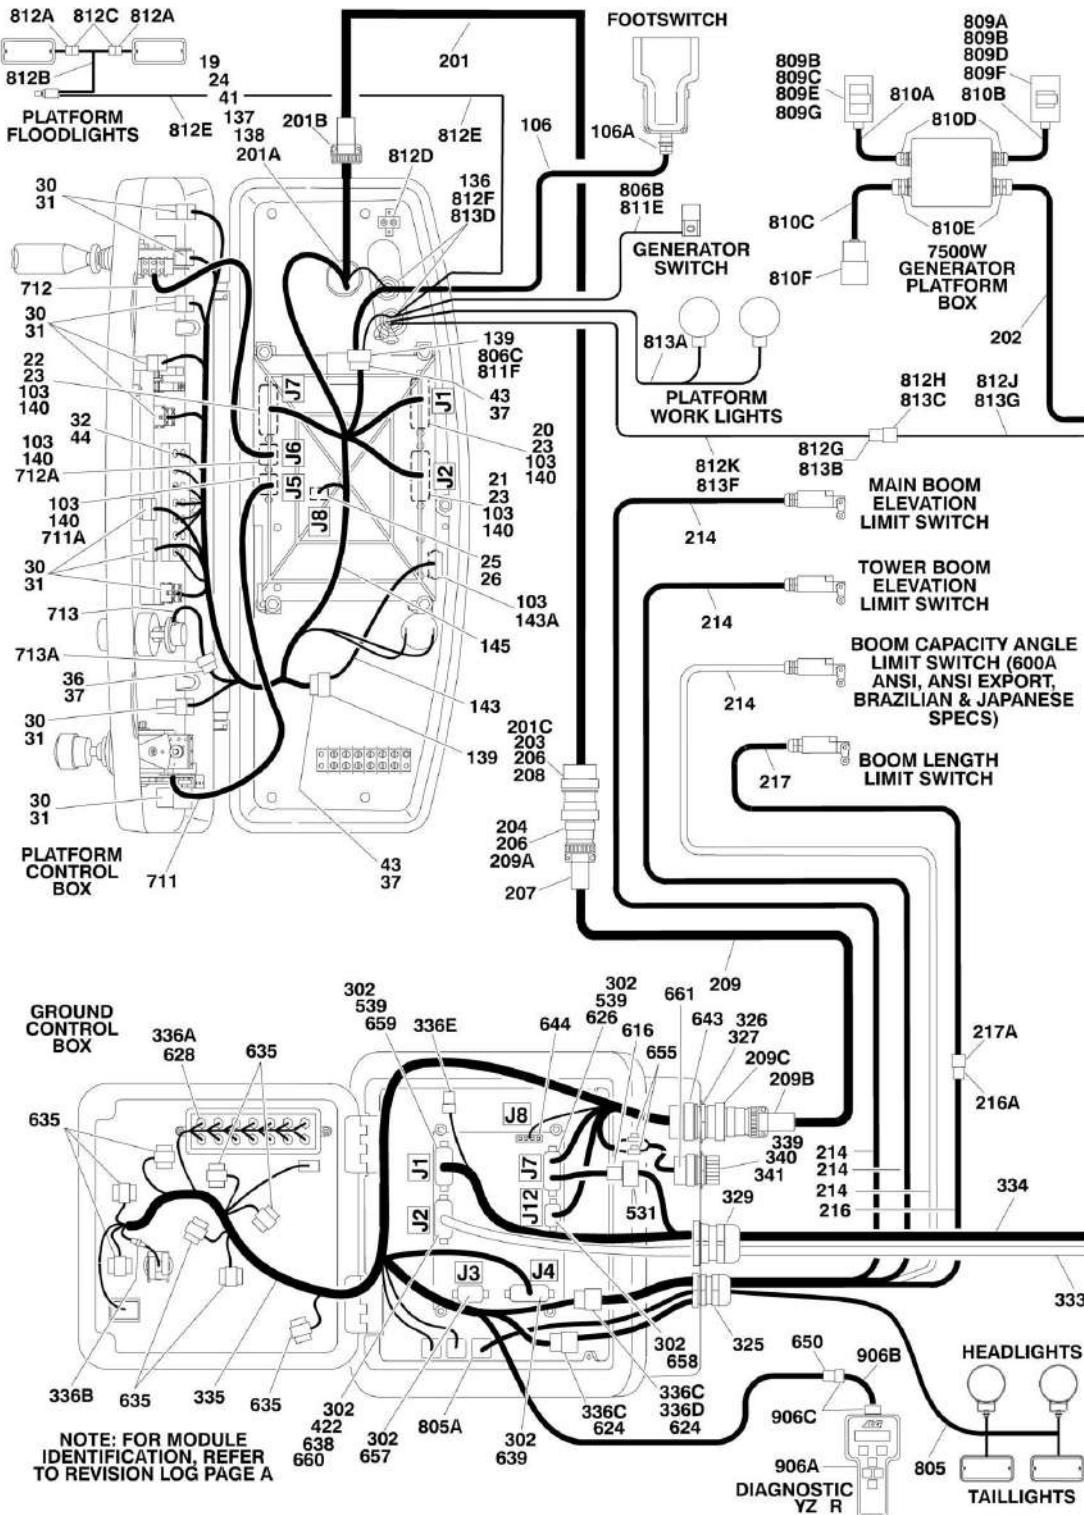 812A 812C 812A
812B
PLATFORM
FLOODLIGHTS
812E
19
24
41
137
138
201A
201B
201
812E
812D
FOOTSWITCH
106
106A
136
812F
813D
806B
811E
GENERATOR
SWITCH
809B
809C
809E
809G
809A
809B
809D
809F
810A
810B
810D
810C
810E
810F
7500W
GENERATOR
PLATFORM
BOX
202
30
31
712
30
31
22
23
103
140
32
44
103
140
712A
103
140
711A
30
31
713
713A
36
37
30
31
30
31
PLATFORM
CONTROL
BOX
711
J7
J6
J5
J8
J1
J2
139
806C
811F
43
37
20
23
103
140
21
23
103
140
25
26
103
143A
145
143
139
43
37
813A
PLATFORM
WORK LIGHTS
812H
813C
812J
813G
812G
813B
812K
813F
MAIN BOOM
ELEVATION
LIMIT SWITCH
214
TOWER BOOM
ELEVATION
LIMIT SWITCH
214
BOOM CAPACITY ANGLE
LIMIT SWITCH (600A
ANSI, ANSI EXPORT,
BRAZILIAN & JAPANESE
SPECS)
214
BOOM LENGTH
LIMIT SWITCH
217
201C
203
206
208
204
206
209A
207
209
GROUND
CONTROL
BOX
336A
628
635
635
302
539
659
336E
644
302
539
626
616
655
661
643
326
327
209C
209B
217A
216A
J8
J1
J7
J2
J12
J3
J4
339
340
341
531
329
214
214
214
216
334
333
325
302
658
650
906B
HEADLIGHTS
336B
635
335
635
302
422
638
660
302
657
805A
302
639
336C
624
336C
336D
624
906C
906A
805
DIAGNOSTIC
YZ R
TAILLIGHTS
NOTE: FOR MODULE
IDENTIFICATION, REFER
TO REVISION LOG PAGE A